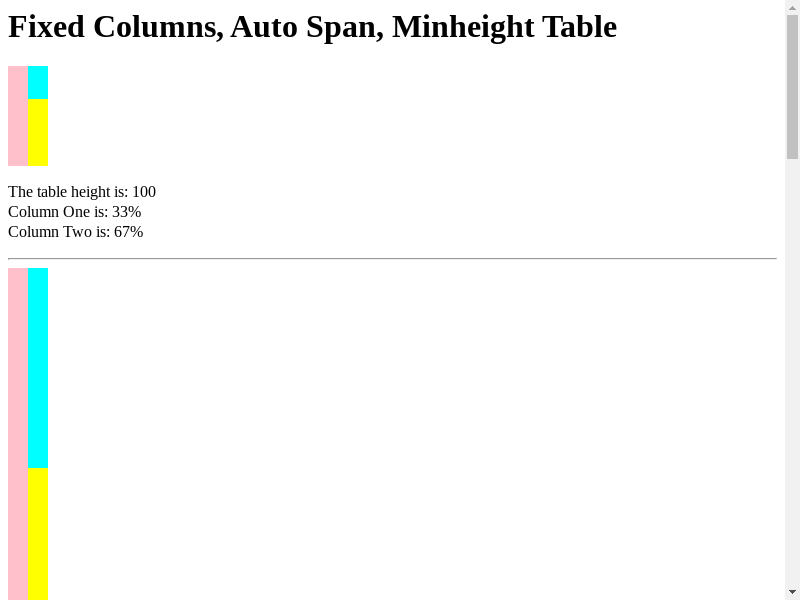 Fixed Columns, Auto Span, Minheight Table
The table height is: 100
Column One is: 33%
Column Two is: 67%